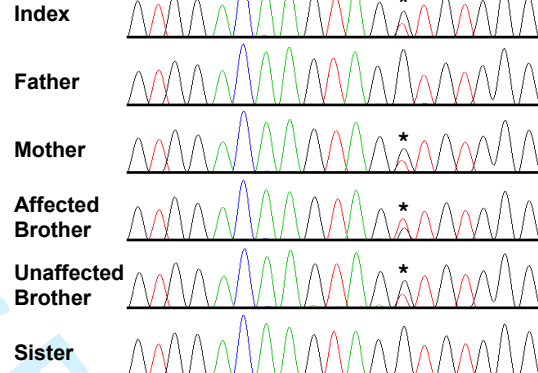 Index
*
Father
Mother
*
Affected
Brother
*
Unaffected
Brother
*
Sister